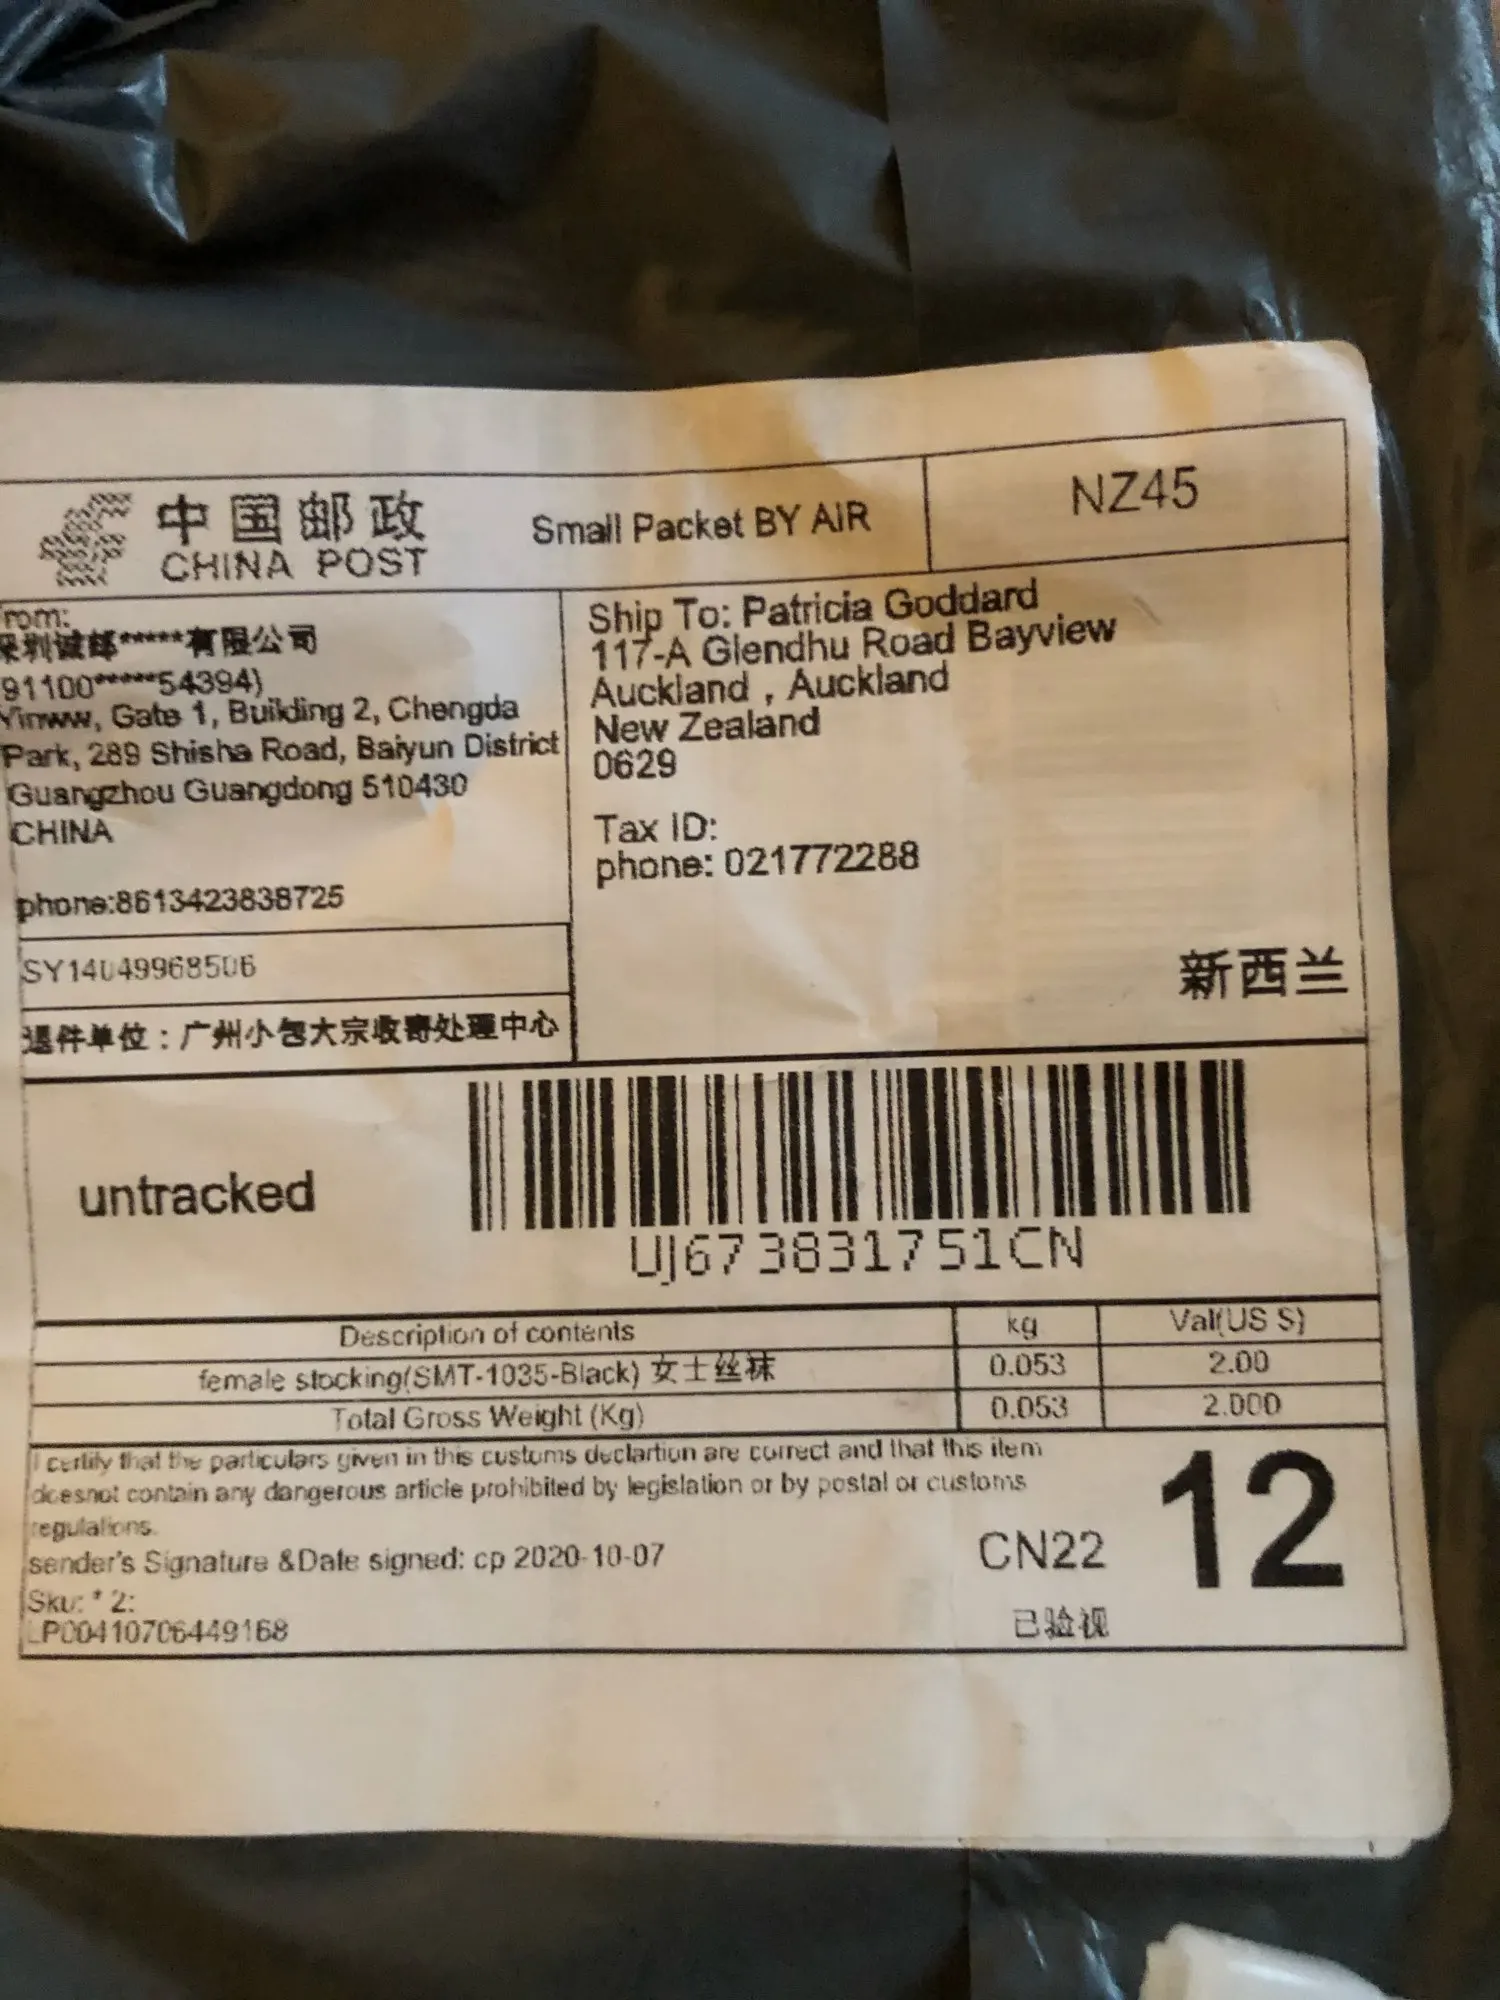 中国邮政
CHINA POST
Small Packet BY AIR
NZ45
rom:
深圳诚邮*****有限公司
91100*****54394)
Yinww, Gate 1, Building 2, Chengda
Park, 289 Shisha Road, Baiyun District
Guangzhou Guangdong 510430
CHINA
phone:8613423838725
SY14049968506
退件单位：广州小包大宗收寄处理中心
Ship To: Patricia Goddard
117-A Glendhu Road Bayview
Auckland , Auckland
New Zealand
0629
Tax ID:
phone: 021772288
新西兰
untracked
UJ673831751CN
Description of contents kg Val(US $)
female stocking(SMT-1035-Black) 女士丝袜 0.053 2.00
Total Gross Weight (Kg) 0.053 2.000
I certify that the particulars given in this customs declartion are correct and that this item
doesnot contain any dangerous article prohibited by legislation or by postal or customs
regulations.
sender's Signature &Date signed: cp 2020-10-07
Sku: * 2:
LP00410706449168
CN22
已验视
12